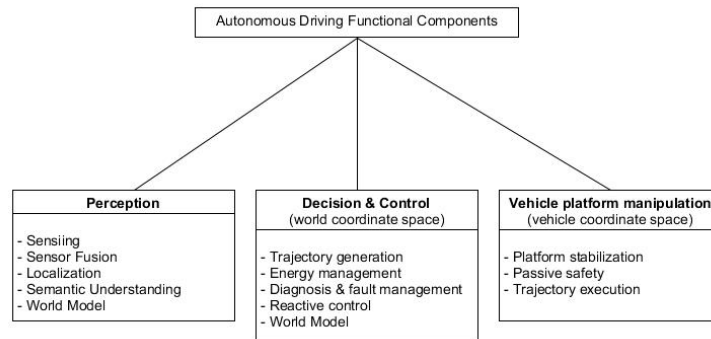 Autonomous Driving Functional Components
Perception
- Sensiing
- Sensor Fusion
- Localization
- Semantic Understanding
- World Model
Decision & Control
(world coordinate space)
- Trajectory generation
- Energy management
- Diagnosis & fault management
- Reactive control
- World Model
Vehicle platform manipulation
(vehicle coordinate space)
- Platform stabilization
- Passive safety
- Trajectory execution